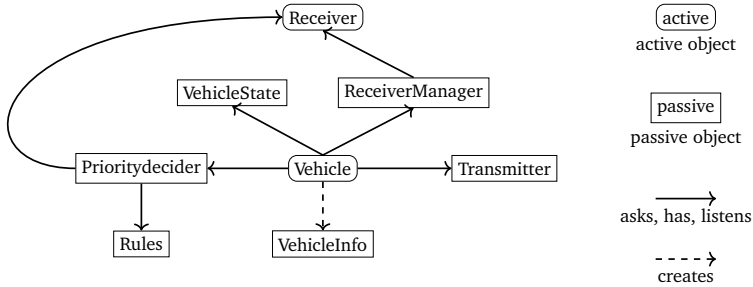 Receiver
VehicleState
ReceiverManager
Prioritydecider
Vehicle
Transmitter
Rules
VehicleInfo
active
active object
passive
passive object
asks, has, listens
creates